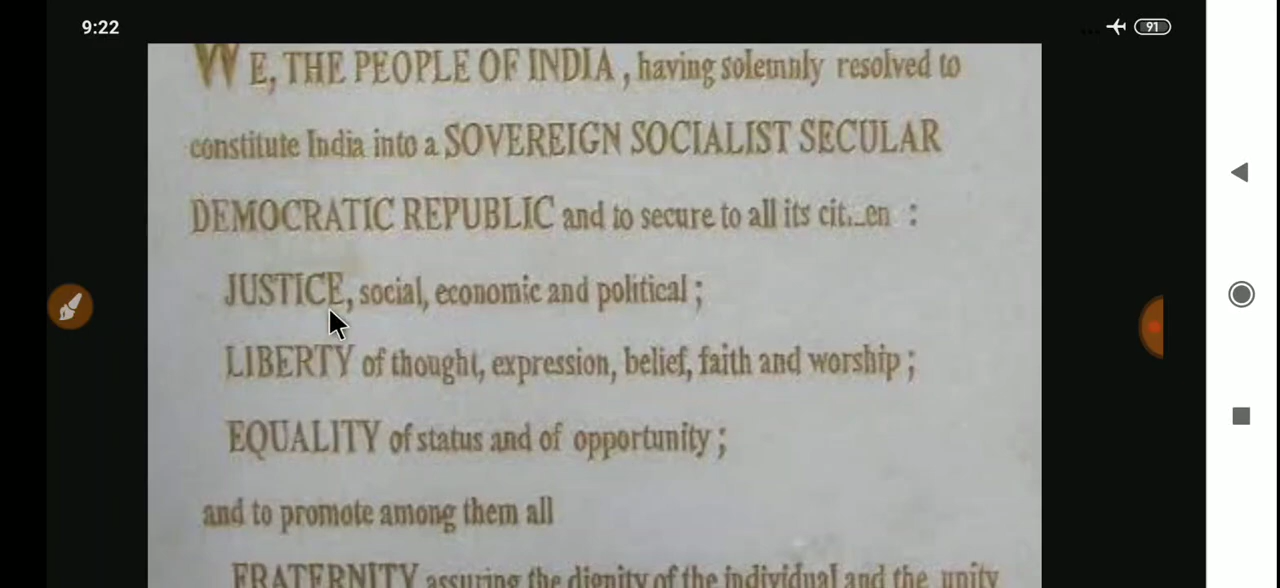 9:22
91
WE, THE PEOPLE OF INDIA , having solemnly resolved to
constitute India into a SOVEREIGN SOCIALIST SECULAR
DEMOCRATIC REPUBLIC and to secure to all its :
JUSTICE, social, economic and political ;
LIBERTY of thought, expression, belief, faith and worship ;
EQUALITY of status and of opportunity ;
and to promote among them all
FRATERNITY assuring the dignity of the individual and the unity